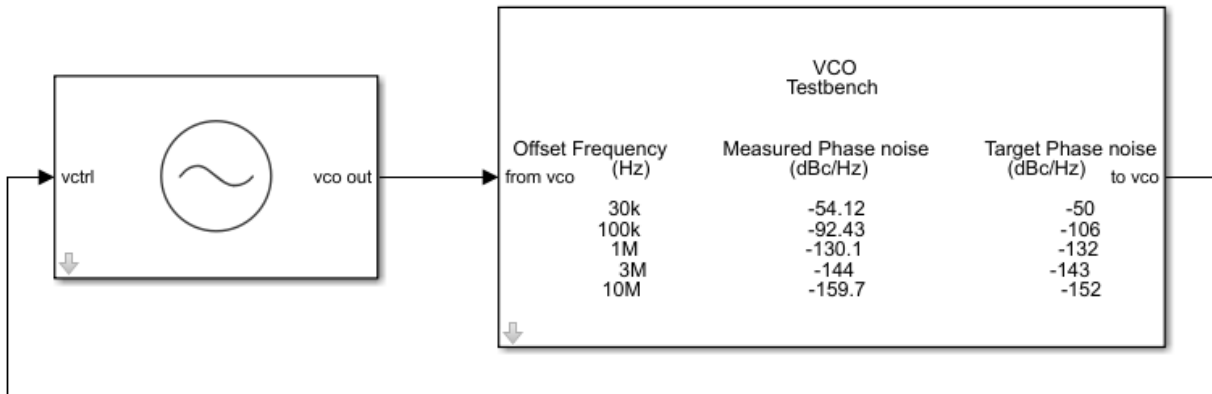 VCO
Testbench
vctrl
vco out
from vco
Offset Frequency
(Hz)
Measured Phase noise
(dBc/Hz)
Target Phase noise
(dBc/Hz)
to vco
30k -54.12 -50
100k -92.43 -106
1M -130.1 -132
3M -144 -143
10M -159.7 -152